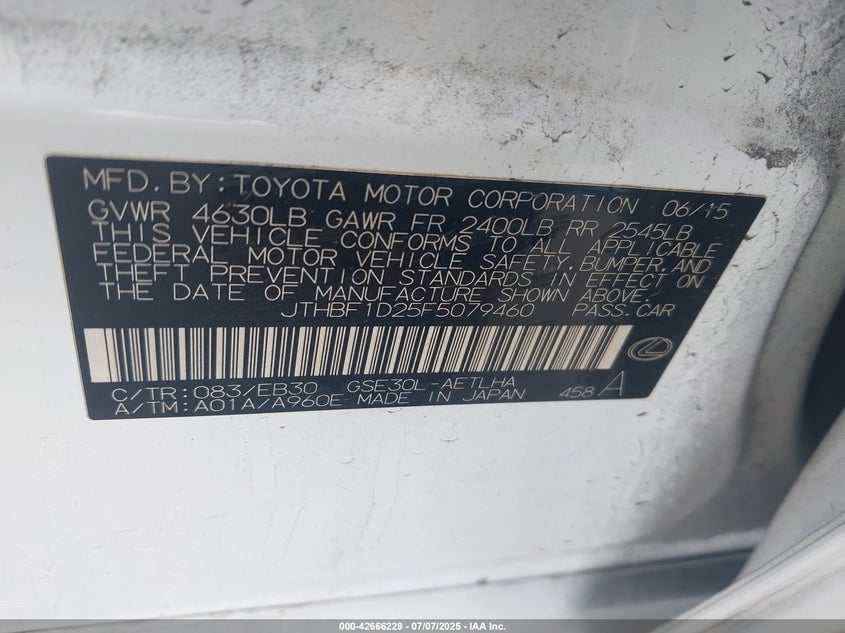 MFD. BY: TOYOTA MOTOR CORPORATION 06/15
GVWR 4630LB GAWR FR 2400LB RR 2545LB
THIS VEHICLE CONFORMS TO ALL APPLICABLE
FEDERAL MOTOR VEHICLE SAFETY, BUMPER, AND
THEFT PREVENTION STANDARDS IN EFFECT ON
THE DATE OF MANUFACTURE SHOWN ABOVE.
JTHBF1D25F5079460 PASS. CAR
C/TR: 083/EB30 GSE30L-AETLHA 458 A
A/TM: A01A/A960E MADE IN JAPAN
000-42666229 - 07/07/2025 - IAA Inc.